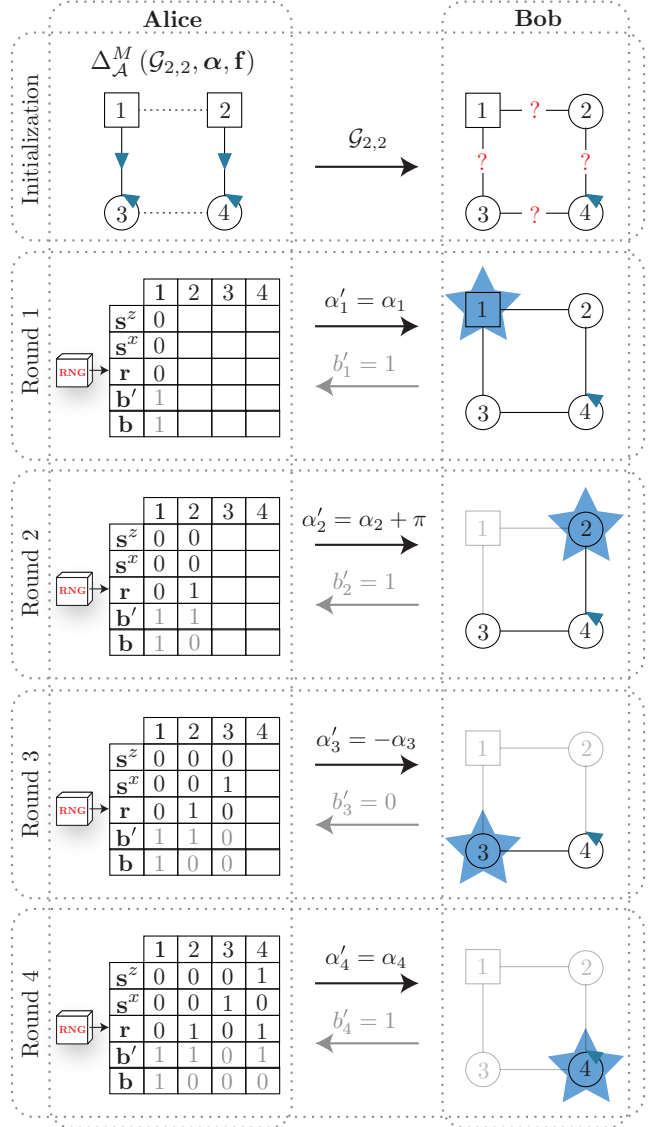 Alice Bob
Initialization
Δ_𝒜^M (𝒢_{2,2}, α, f)
1 2
3 4
𝒢_{2,2}
1 ? 2
? ?
3 ? 4
Round 1
1 2 3 4
s^z 0
s^x 0
RNG r 0
b′ 1
b 1
α′_1 = α_1
b′_1 = 1
1 2
3 4
Round 2
1 2 3 4
s^z 0 0
s^x 0 0
RNG r 0 1
b′ 1 1
b 1 0
α′_2 = α_2 + π
b′_2 = 1
1 2
3 4
Round 3
1 2 3 4
s^z 0 0 0
s^x 0 0 1
RNG r 0 1 0
b′ 1 1 0
b 1 0 0
α′_3 = −α_3
b′_3 = 0
1 2
3 4
Round 4
1 2 3 4
s^z 0 0 0 1
s^x 0 0 1 0
RNG r 0 1 0 1
b′ 1 1 0 1
b 1 0 0 0
α′_4 = α_4
b′_4 = 1
1 2
3 4